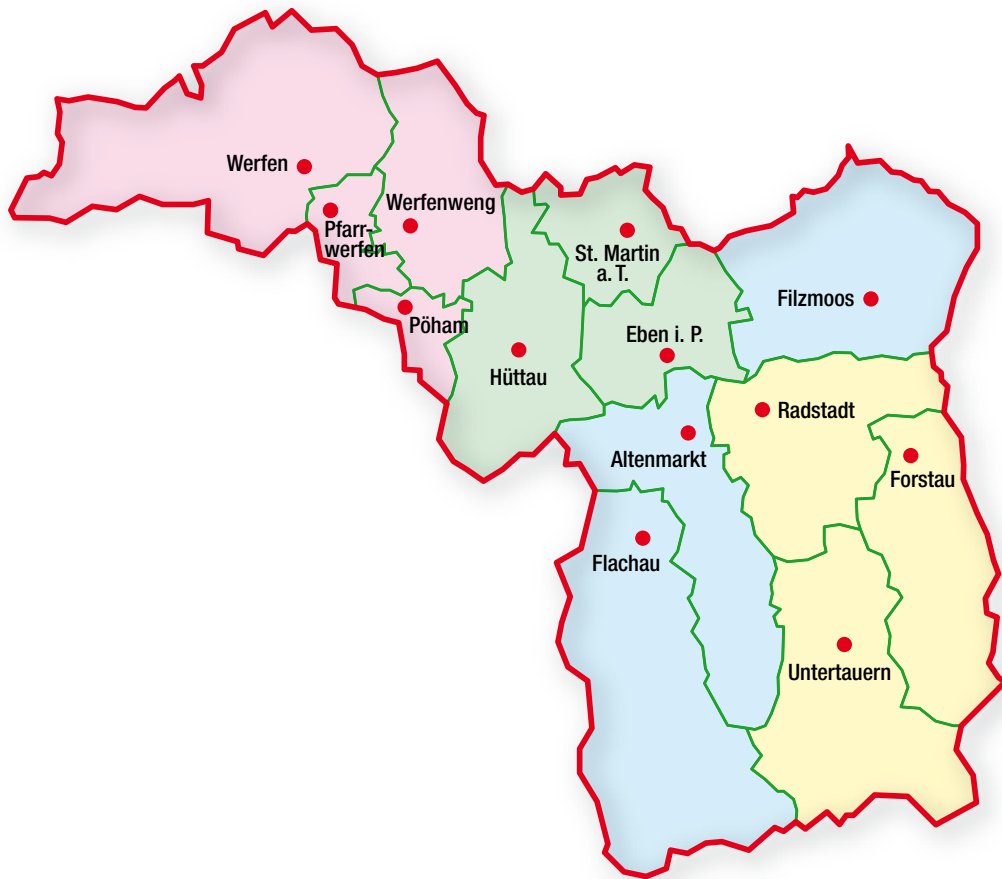 Werfen
Werfenweng
Pfarr-
werfen
St. Martin
a. T.
Filzmoos
Pöham
Eben i. P.
Hüttau
Radstadt
Altenmarkt
Forstau
Flachau
Untertauern